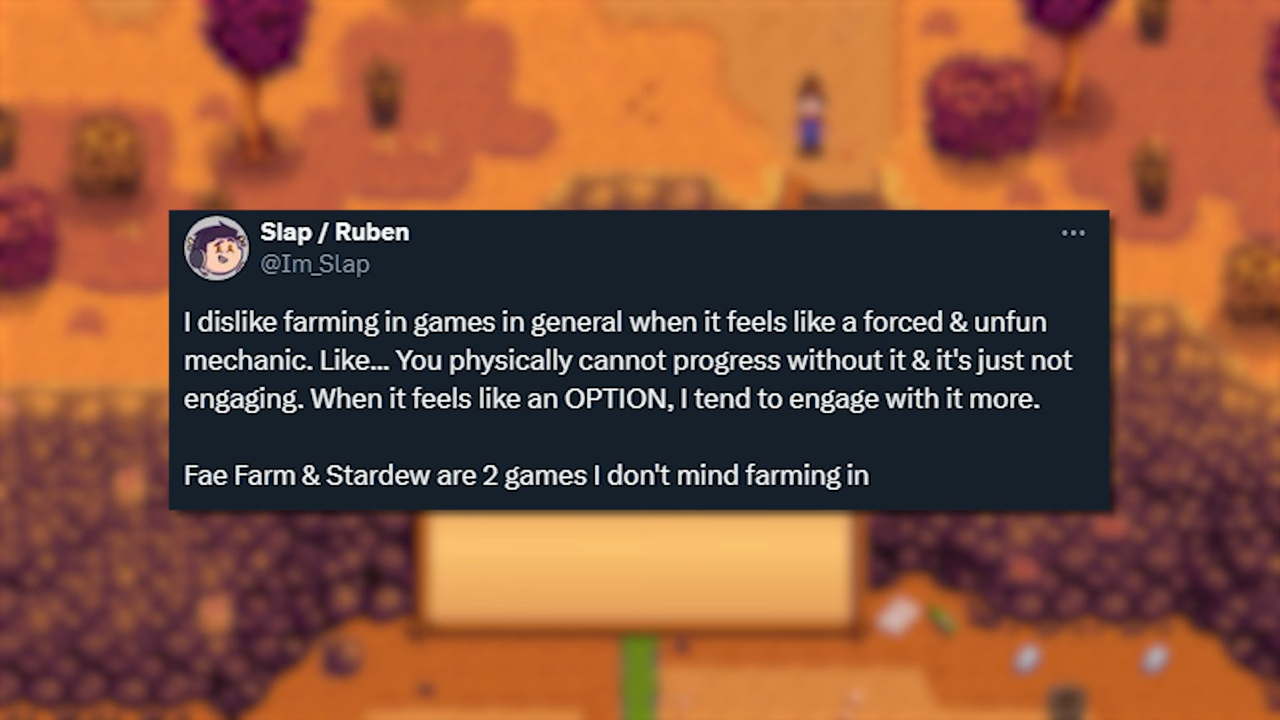 Slap / Ruben
@Im_Slap
I dislike farming in games in general when it feels like a forced & unfun
mechanic. Like... You physically cannot progress without it & it's just not
engaging. When it feels like an OPTION, I tend to engage with it more.
Fae Farm & Stardew are 2 games I don't mind farming in